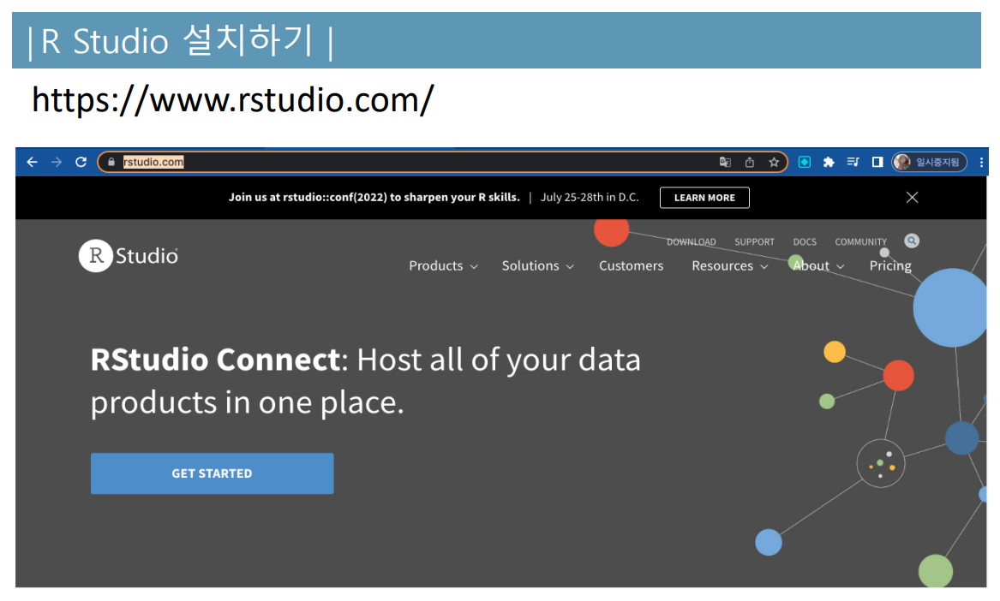 |R Studio 설치하기 |
https://www.rstudio.com/
rstudio.com
일시중지됨
Join us at rstudio::conf(2022) to sharpen your R skills. | July 25-28th in D.C. LEARN MORE
DOWNLOAD SUPPORT DOCS COMMUNITY
R Studio
Products Solutions Customers Resources About Pricing
RStudio Connect: Host all of your data
products in one place.
GET STARTED